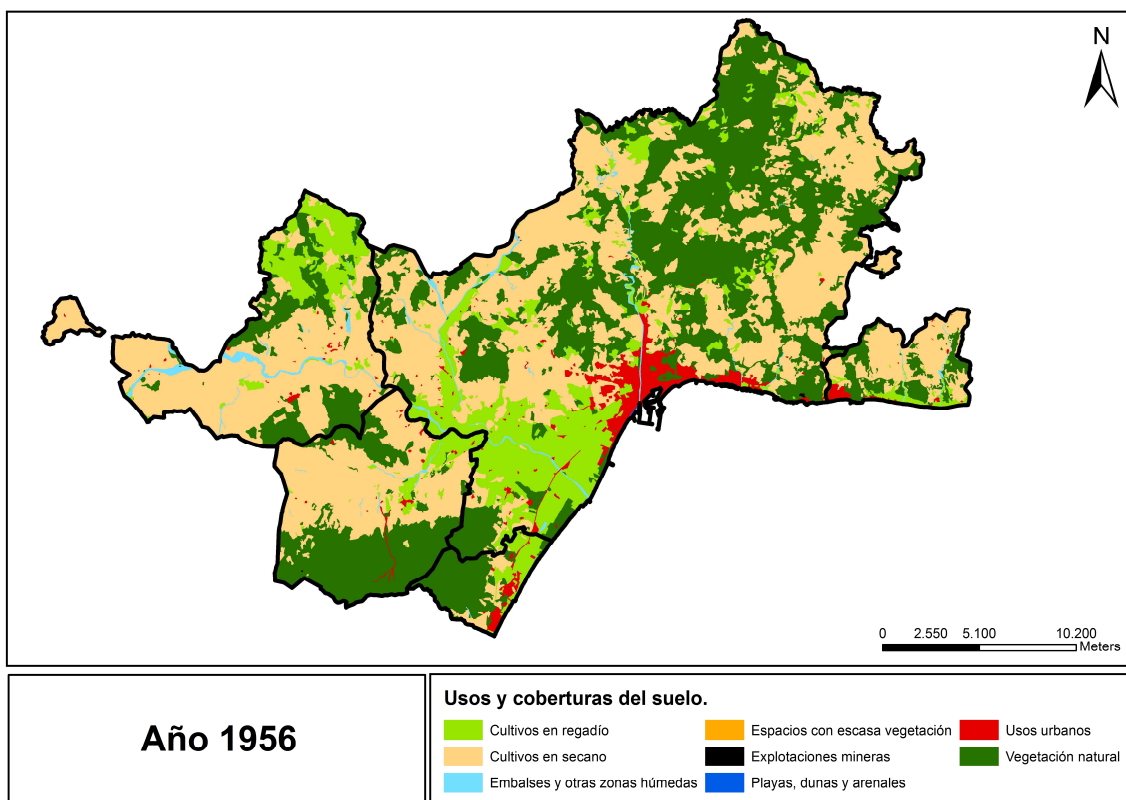 N
0 2.550 5.100 10.200
Meters
Año 1956
Usos y coberturas del suelo.
Cultivos en regadío
Espacios con escasa vegetación
Usos urbanos
Cultivos en secano
Explotaciones mineras
Vegetación natural
Embalses y otras zonas húmedas
Playas, dunas y arenales